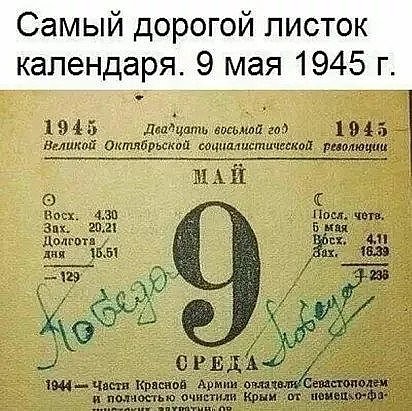 Самый дорогой листок
календаря. 9 мая 1945 г.
1945 Двадцать восьмой год 1945
Великой Октябрьской социалистической революции
МАЙ
Восх. 4.30
Зах. 20.21
Долгота
дня 15.51
— 129
9
Посл. четв.
5 мая
Восх. 4.11
Зах. 16.39
236
Победа
Победа
СРЕДА
1944 — Части Красной Армии овладели Севастополем
и полностью очистили Крым от немецко-фа-